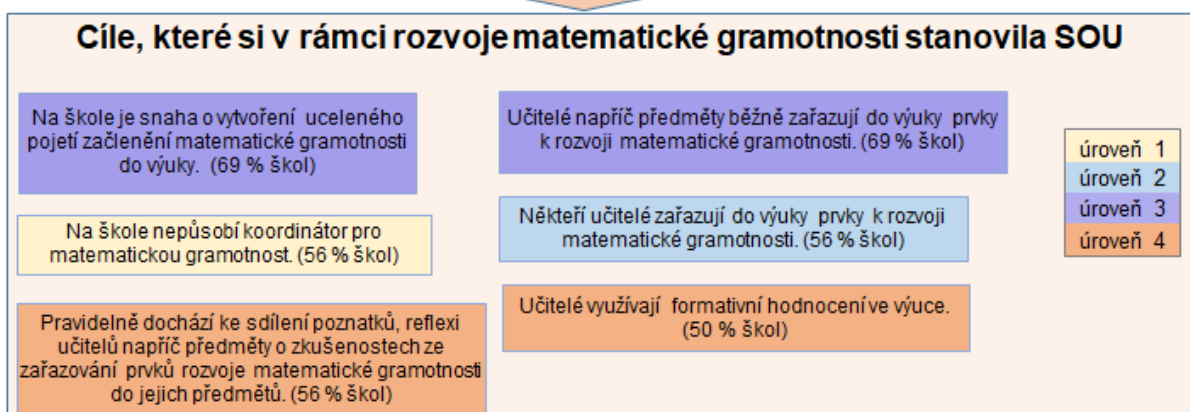 Cíle, které si v rámci rozvoje matematické gramotnosti stanovila SOU
Na škole je snaha o vytvoření uceleného
pojetí začlenění matematické gramotnosti
do výuky. (69 % škol)
Učitelé napříč předměty běžně zařazují do výuky prvky
k rozvoji matematické gramotnosti. (69 % škol)
Na škole nepůsobí koordinátor pro
matematickou gramotnost. (56 % škol)
Někteří učitelé zařazují do výuky prvky k rozvoji
matematické gramotnosti. (56 % škol)
Pravidelně dochází ke sdílení poznatků, reflexi
učitelů napříč předměty o zkušenostech ze
zařazování prvků rozvoje matematické gramotnosti
do jejich předmětů. (56 % škol)
Učitelé využívají formativní hodnocení ve výuce.
(50 % škol)
úroveň 1
úroveň 2
úroveň 3
úroveň 4